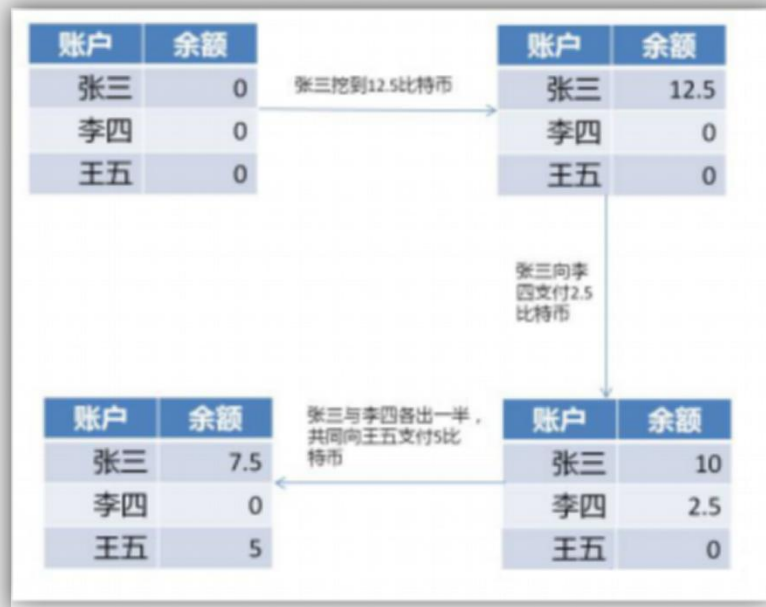 账户 余额
张三 0
李四 0
王五 0
张三挖到12.5比特币
账户 余额
张三 12.5
李四 0
王五 0
张三向李
四支付2.5
比特币
账户 余额
张三 10
李四 2.5
王五 0
张三与李四各出一半，
共同向王五支付5比
特币
账户 余额
张三 7.5
李四 0
王五 5